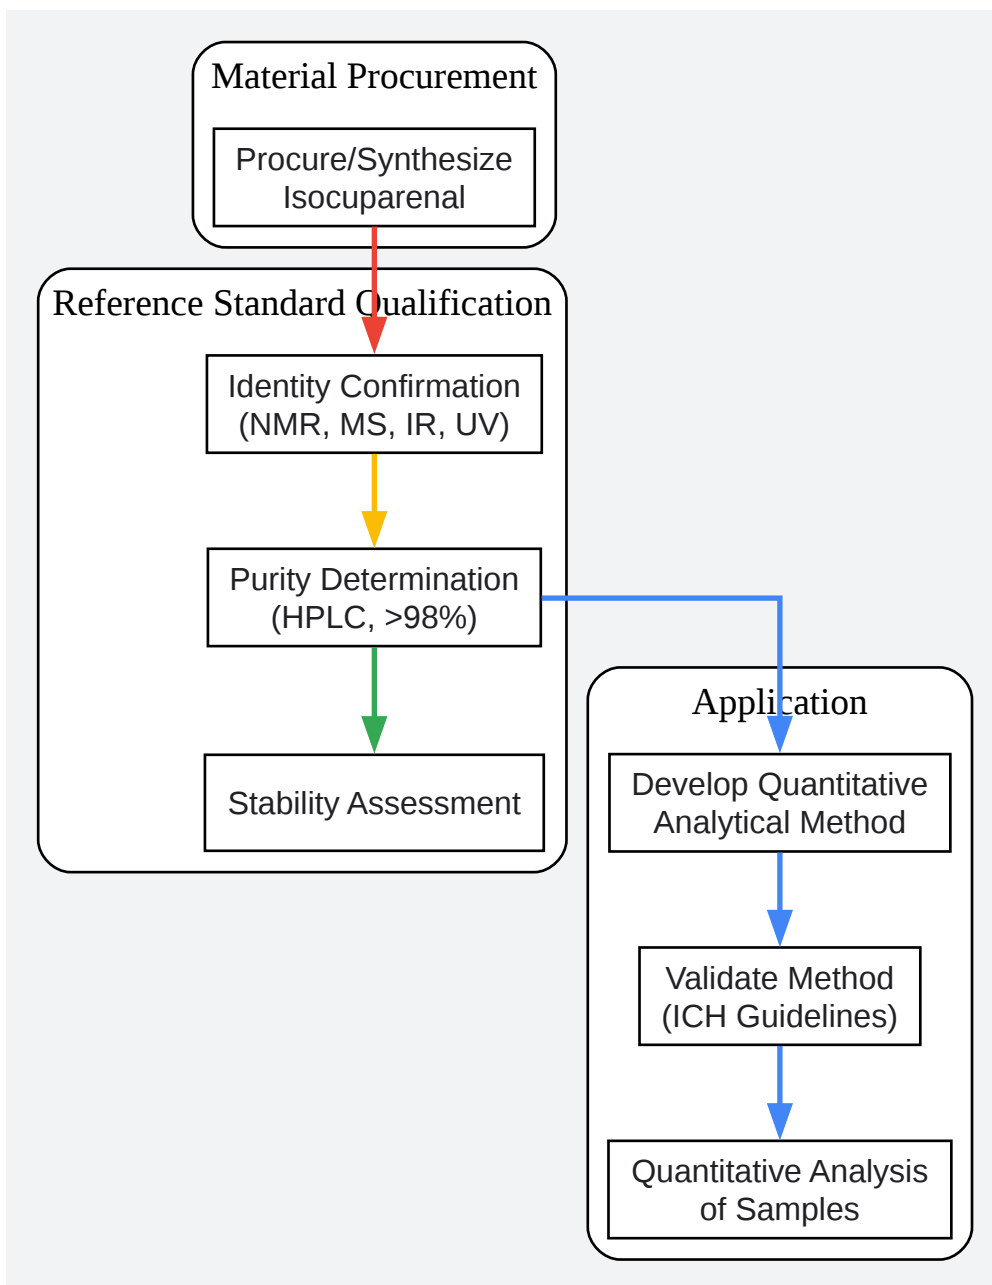 Material Procurement
Procure/Synthesize
Isocuparenal
Reference Standard Qualification
Identity Confirmation
(NMR, MS, IR, UV)
Purity Determination
(HPLC, >98%)
Stability Assessment
Application
Develop Quantitative
Analytical Method
Validate Method
(ICH Guidelines)
Quantitative Analysis
of Samples